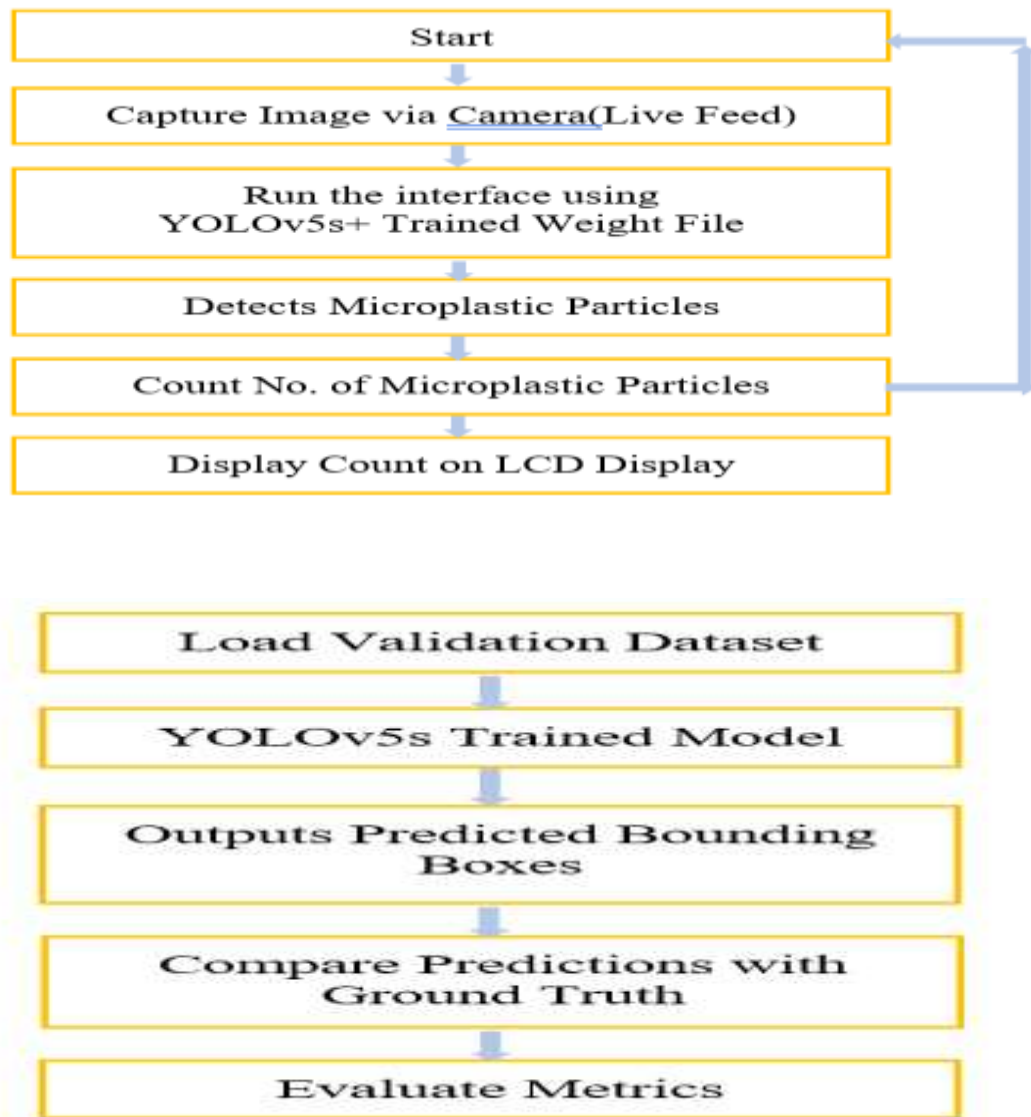 Start
Capture Image via Camera(Live Feed)
Run the interface using
YOLOv5s+ Trained Weight File
Detects Microplastic Particles
Count No. of Microplastic Particles
Display Count on LCD Display
Load Validation Dataset
YOLOv5s Trained Model
Outputs Predicted Bounding
Boxes
Compare Predictions with
Ground Truth
Evaluate Metrics